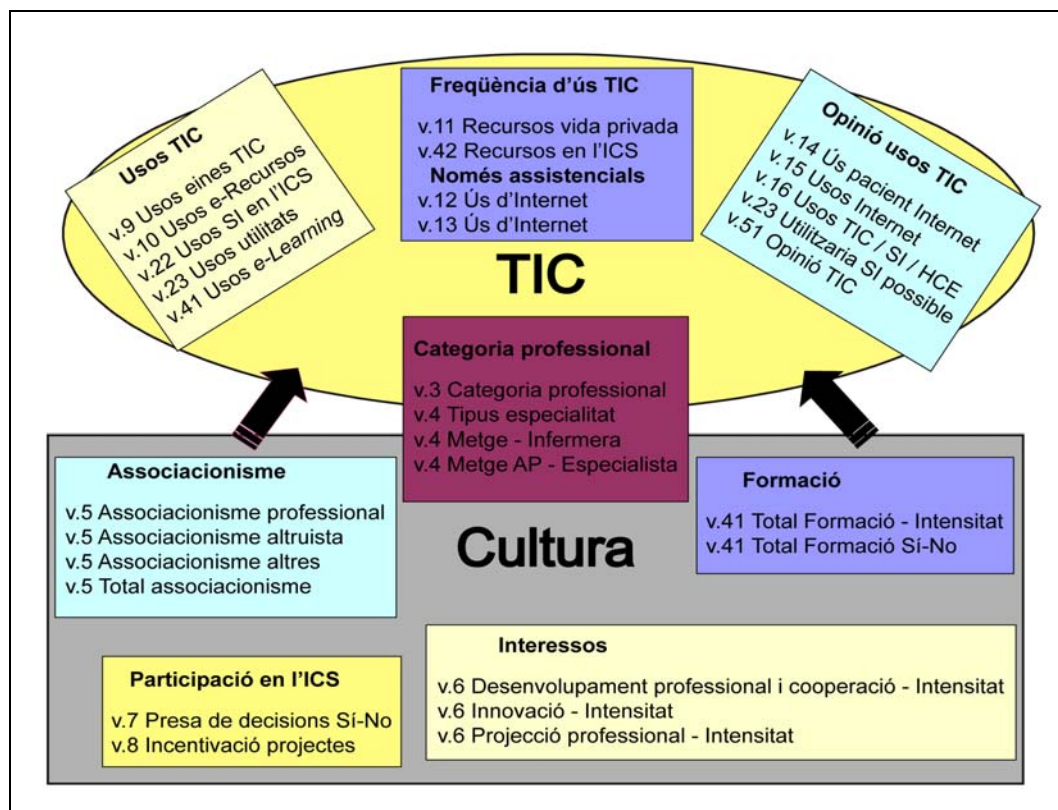 Usos TIC
v.9 Usos eines TIC
v.10 Usos e-Recursos
v.22 Usos SI en l'ICS
v.23 Usos utilitats
v.41 Usos e-Learning
Freqüència d'ús TIC
v.11 Recursos vida privada
v.42 Recursos en l'ICS
Només assistencials
v.12 Ús d'Internet
v.13 Ús d'Internet
Opinió usos TIC
v.14 Ús pacient Internet
v.15 Usos Internet
v.16 Usos TIC / SI / HCE
v.23 Utilitzaria SI possible
v.51 Opinió TIC
TIC
Categoria professional
v.3 Categoria professional
v.4 Tipus especialitat
v.4 Metge - Infermera
v.4 Metge AP - Especialista
Associacionisme
v.5 Associacionisme professional
v.5 Associacionisme altruista
v.5 Associacionisme altres
v.5 Total associacionisme
Cultura
Formació
v.41 Total Formació - Intensitat
v.41 Total Formació Sí-No
Participació en l'ICS
v.7 Presa de decisions Sí-No
v.8 Incentivació projectes
Interessos
v.6 Desenvolupament professional i cooperació - Intensitat
v.6 Innovació - Intensitat
v.6 Projecció professional - Intensitat